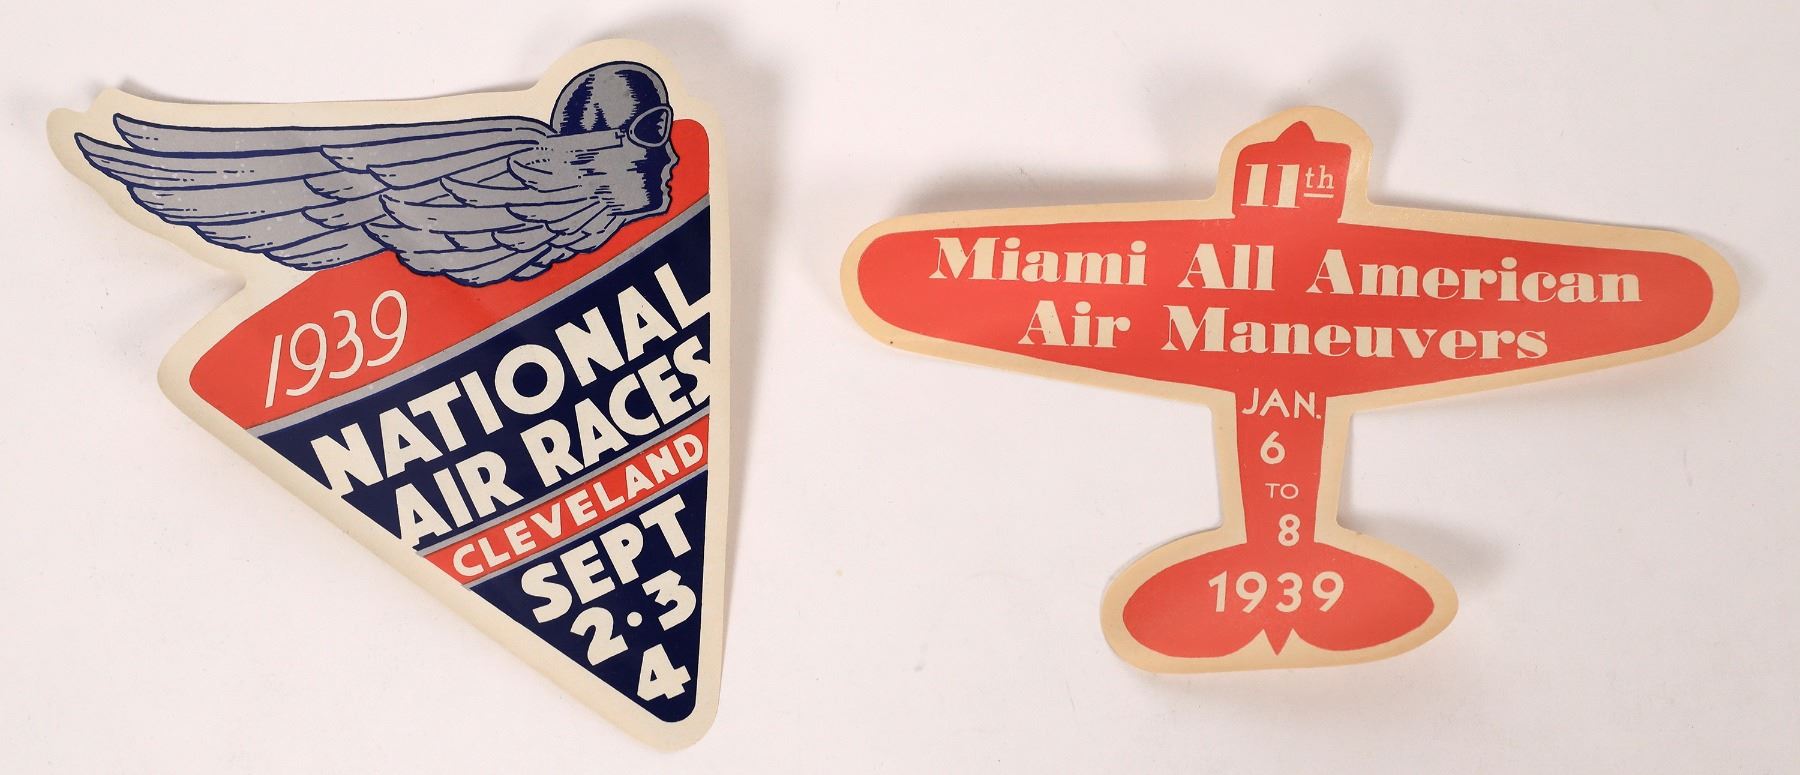 1939
NATIONAL
AIR RACES
CLEVELAND
SEPT
2·3
4
11th
Miami All American
Air Maneuvers
JAN.
6
TO
8
1939